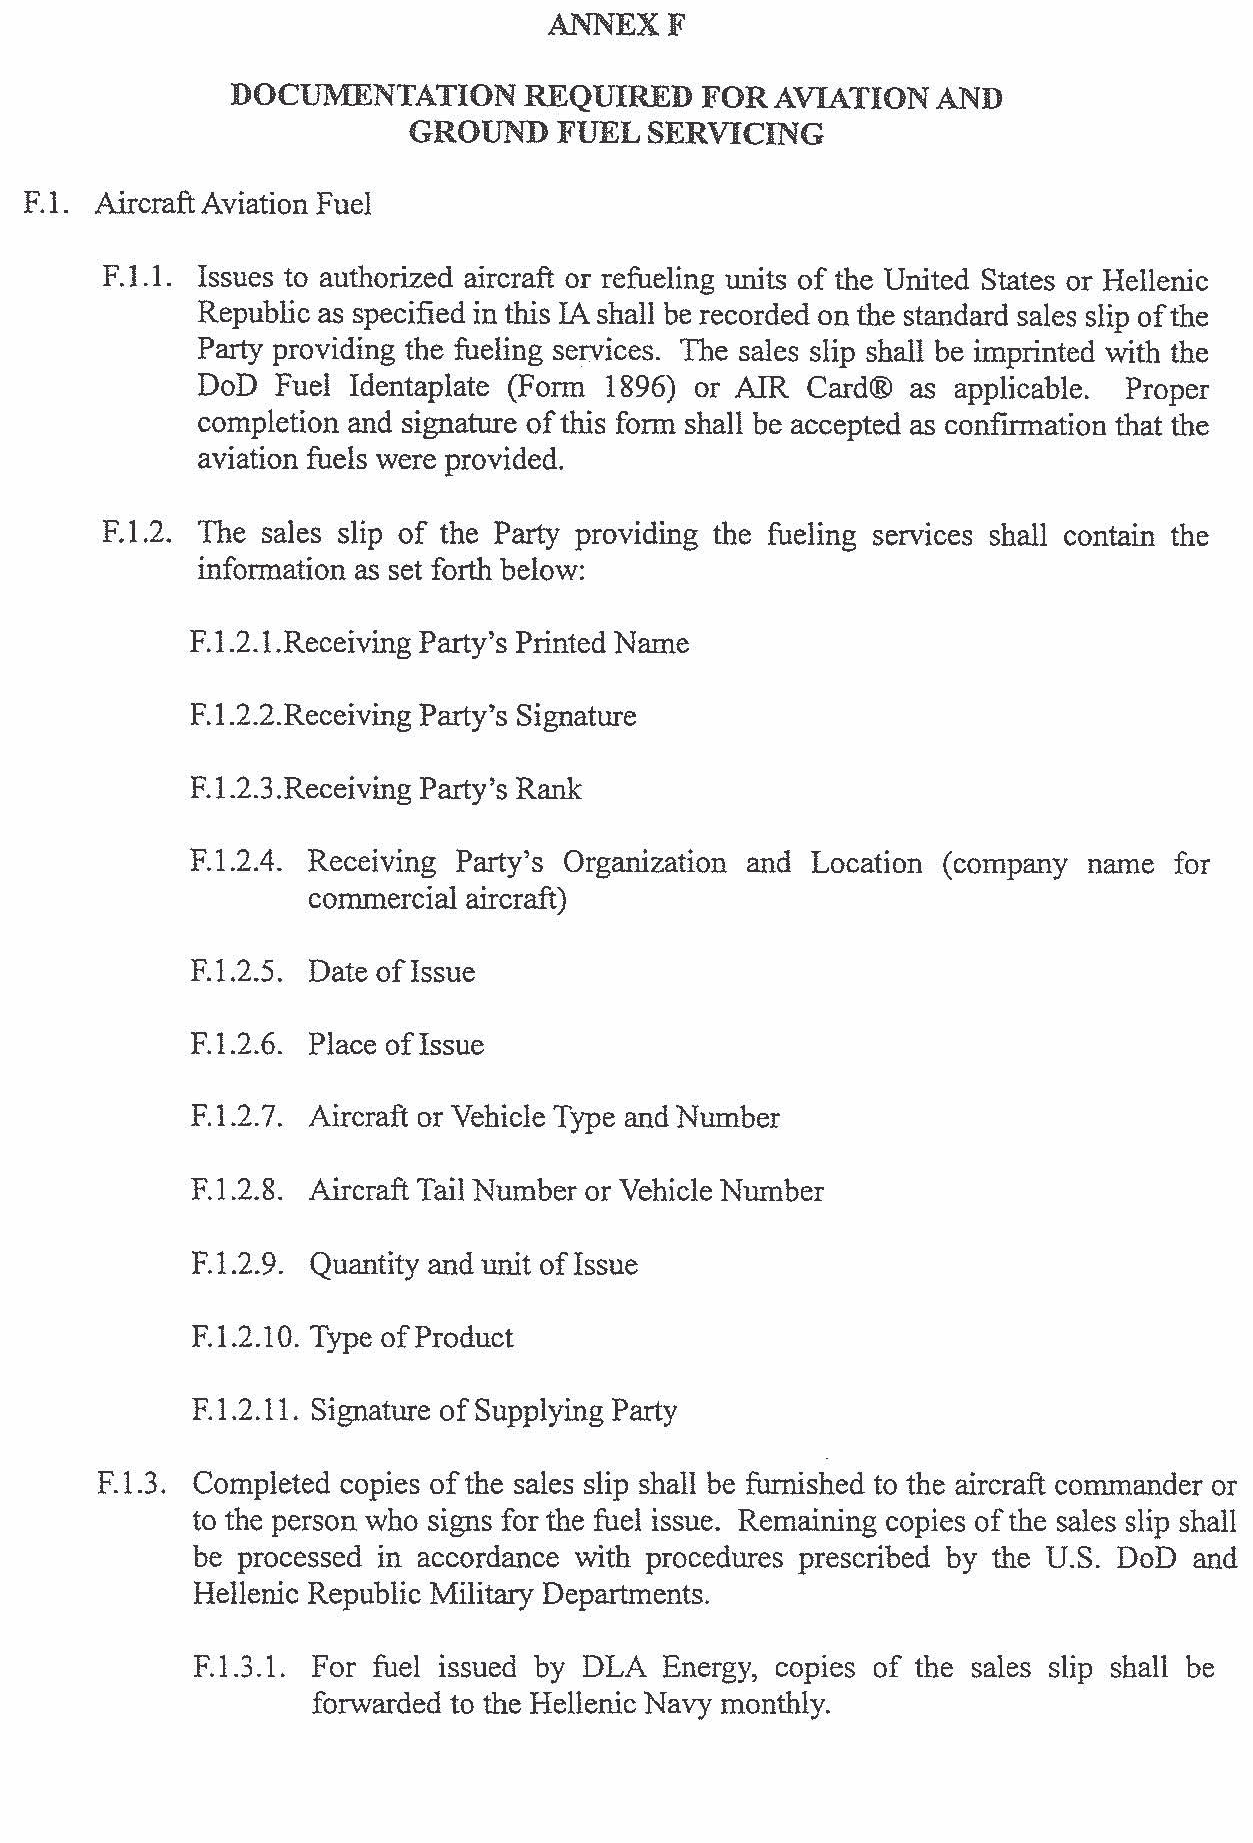 ANNEX F
DOCUMENTATION REQUIRED FOR AVIATION AND
GROUND FUEL SERVICING
F.1. Aircraft Aviation Fuel
F.1.1. Issues to authorized aircraft or refueling units of the United States or Hellenic
Republic as specified in this IA shall be recorded on the standard sales slip of the
Party providing the fueling services. The sales slip shall be imprinted with the
DoD Fuel Identaplate (Form 1896) or AIR Card® as applicable. Proper
completion and signature of this form shall be accepted as confirmation that the
aviation fuels were provided.
F.1.2. The sales slip of the Party providing the fueling services shall contain the
information as set forth below:
F.1.2.1.Receiving Party's Printed Name
F.1.2.2.Receiving Party's Signature
F.1.2.3.Receiving Party's Rank
F.1.2.4. Receiving Party's Organization and Location (company name for
commercial aircraft)
F.1.2.5. Date of Issue
F.1.2.6. Place of Issue
F.1.2.7. Aircraft or Vehicle Type and Number
F.1.2.8. Aircraft Tail Number or Vehicle Number
F.1.2.9. Quantity and unit of Issue
F.1.2.10. Type of Product
F.1.2.11. Signature of Supplying Party
F.1.3. Completed copies of the sales slip shall be furnished to the aircraft commander or
to the person who signs for the fuel issue. Remaining copies of the sales slip shall
be processed in accordance with procedures prescribed by the U.S. DoD and
Hellenic Republic Military Departments.
F.1.3.1. For fuel issued by DLA Energy, copies of the sales slip shall be
forwarded to the Hellenic Navy monthly.